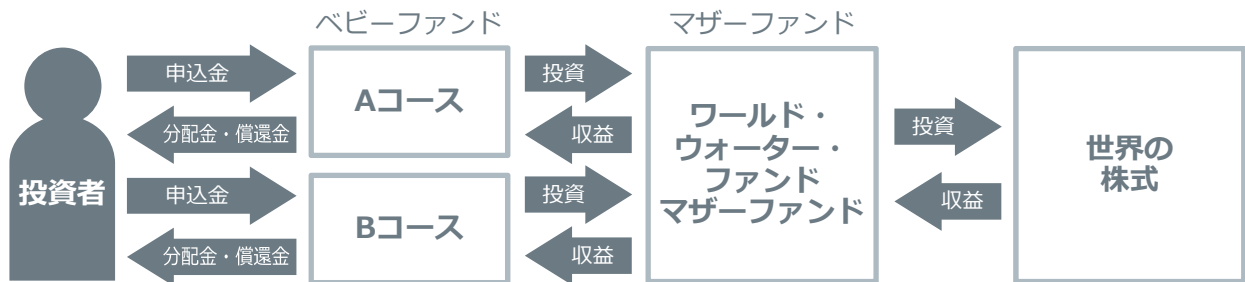 ベビーファンド
マザーファンド
投資者
申込金
分配金・償還金
申込金
分配金・償還金
Aコース
Bコース
投資
収益
投資
収益
ワールド・
ウォーター・
ファンド
マザーファンド
投資
収益
世界の
株式